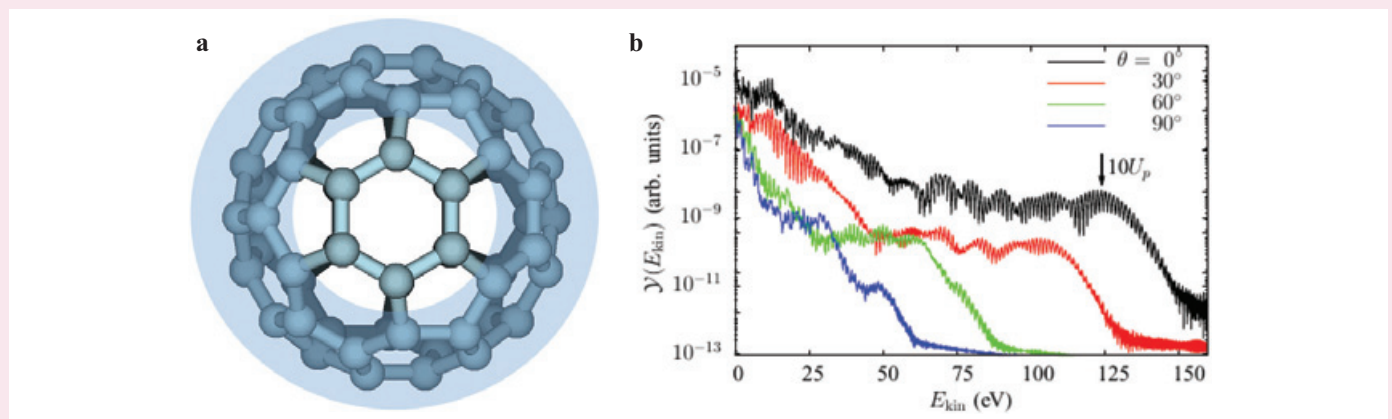 a
b
θ = 0°
30°
60°
90°
10U_p
10⁻⁵
10⁻⁷
10⁻⁹
10⁻¹¹
10⁻¹³
𝒴(E_kin) (arb. units)
0 25 50 75 100 125 150
E_kin (eV)